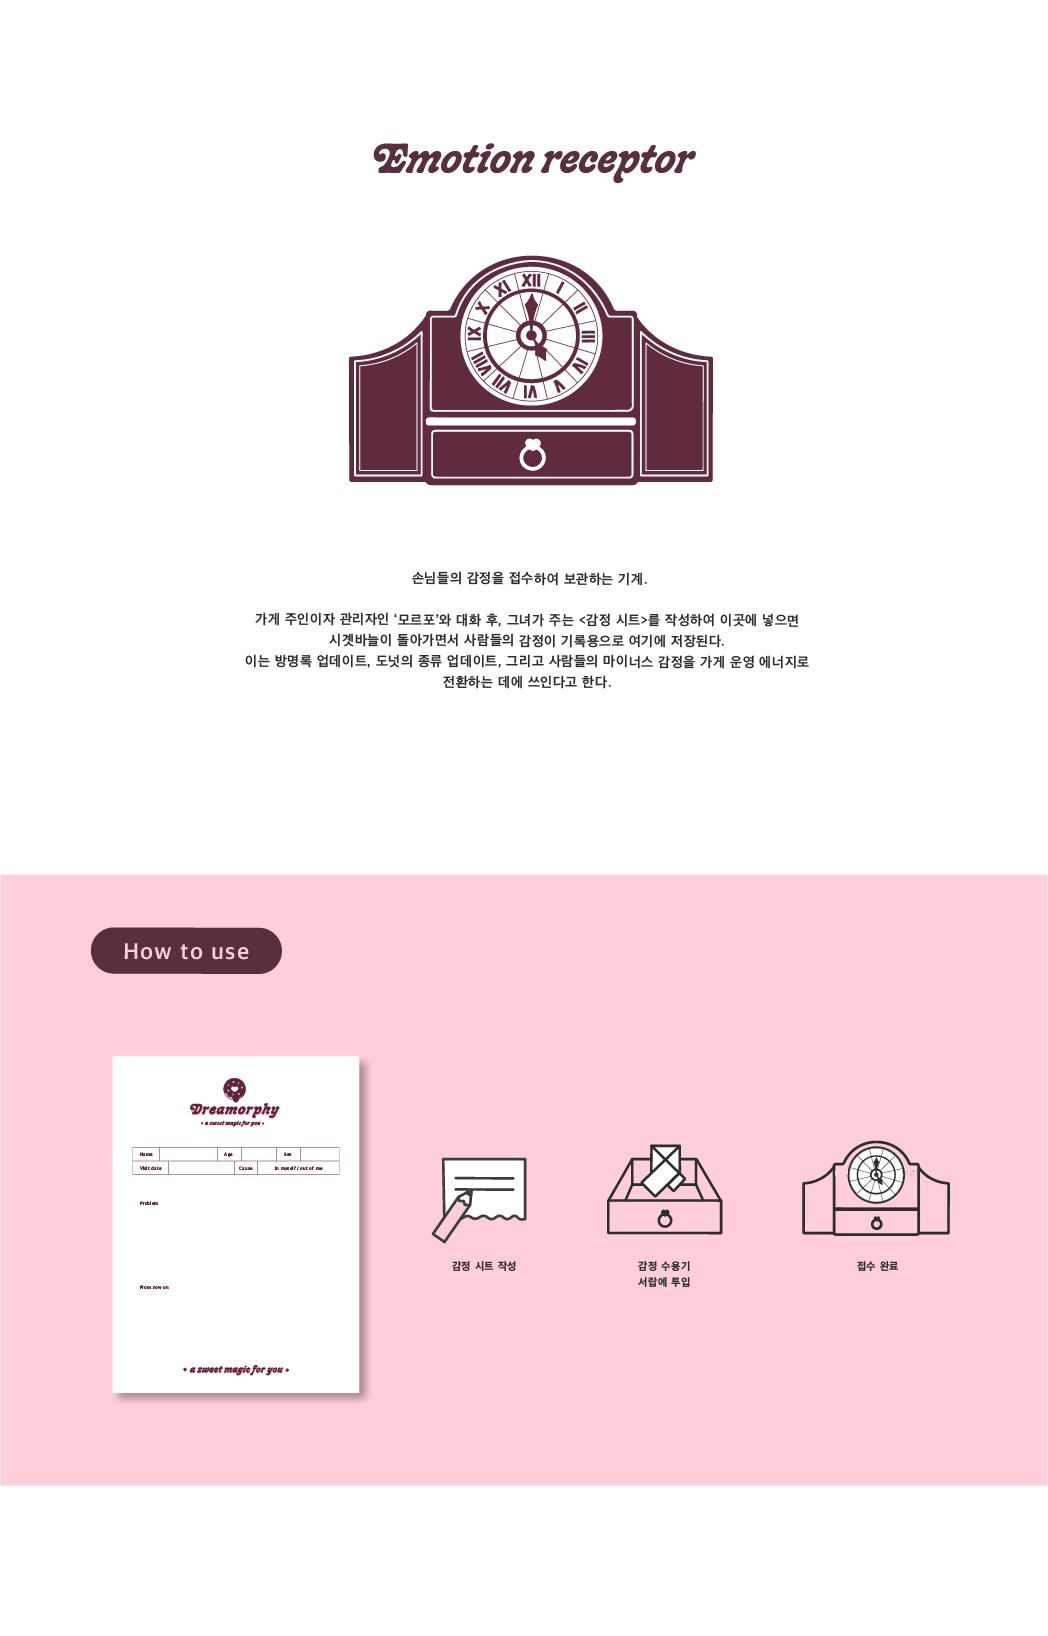 Emotion receptor
XII
I
II
III
IV
V
VI
VII
VIII
IX
X
XI
손님들의 감정을 접수하여 보관하는 기계.
가게 주인이자 관리자인 ‘모르포’와 대화 후, 그녀가 주는 <감정 시트>를 작성하여 이곳에 넣으면
시곗바늘이 돌아가면서 사람들의 감정이 기록용으로 여기에 저장된다.
이는 방명록 업데이트, 도넛의 종류 업데이트, 그리고 사람들의 마이너스 감정을 가게 운영 에너지로
전환하는 데에 쓰인다고 한다.
How to use
Dreamorphy
• a sweet magic for you •
Name Age Sex
Visit date Cause In myself / out of me
Problem
From now on
• a sweet magic for you •
감정 시트 작성
감정 수용기
서랍에 투입
접수 완료